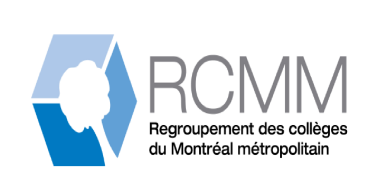 RCMM
Regroupement des collèges
du Montréal métropolitain